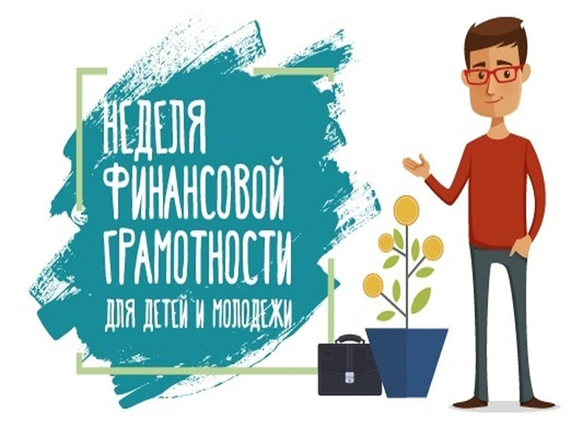 НЕДЕЛЯ
ФИНАНСОВОЙ
ГРАМОТНОСТИ
ДЛЯ ДЕТЕЙ И МОЛОДЕЖИ